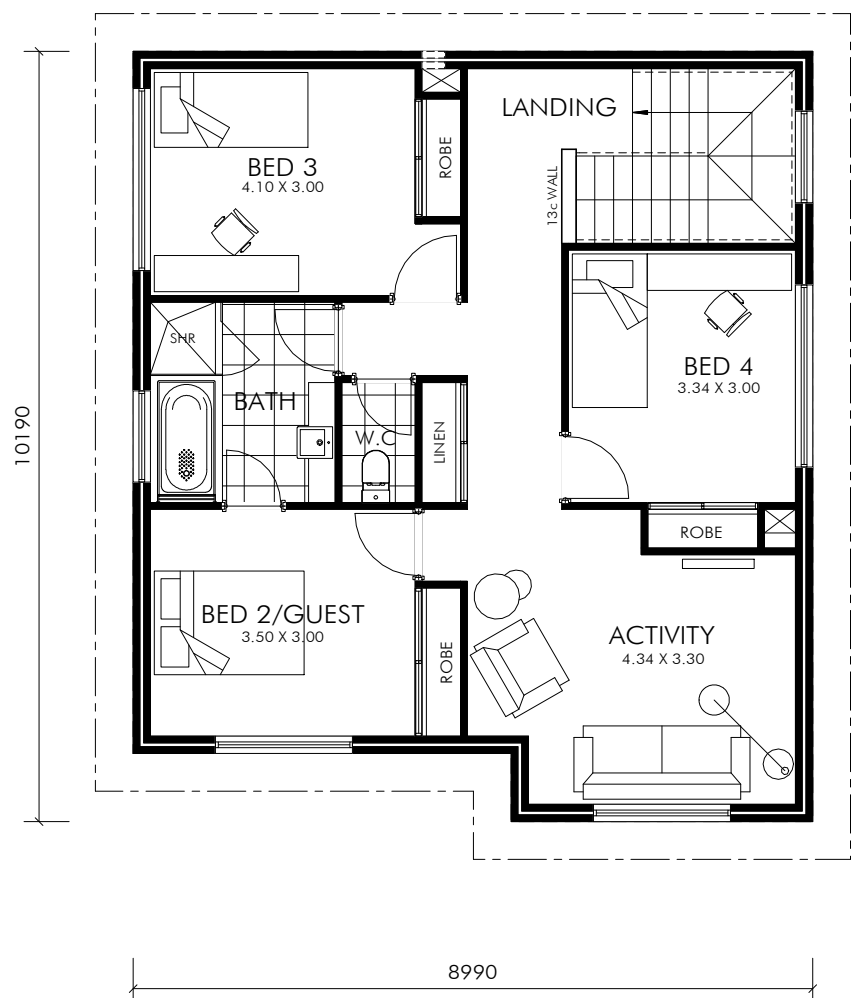 LANDING
BED 3
4.10 X 3.00
ROBE
13c WALL
SHR
BED 4
3.34 X 3.00
BATH
W.C
LINEN
10190
ROBE
BED 2/GUEST
3.50 X 3.00
ROBE
ACTIVITY
4.34 X 3.30
8990